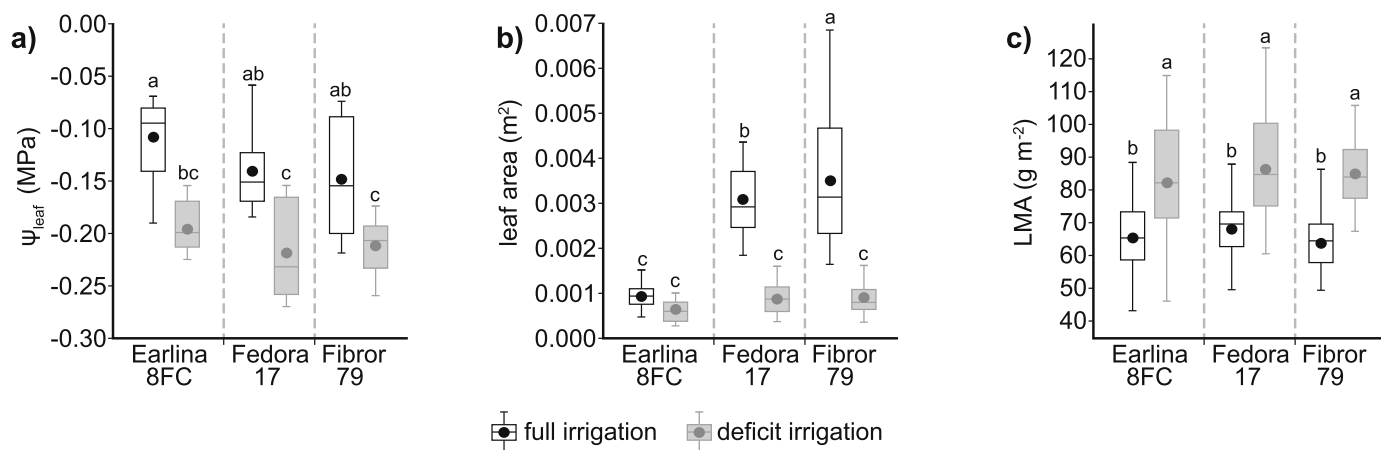 a)
ψleaf (MPa)
0.00
-0.05
-0.10
-0.15
-0.20
-0.25
-0.30
a
bc
ab
c
ab
c
Earlina
8FC
Fedora
17
Fibror
79
b)
leaf area (m²)
0.007
0.006
0.005
0.004
0.003
0.002
0.001
0.000
c
c
b
c
a
c
Earlina
8FC
Fedora
17
Fibror
79
c)
LMA (g m⁻²)
120
110
100
90
80
70
60
50
40
b
a
b
a
b
a
Earlina
8FC
Fedora
17
Fibror
79
full irrigation
deficit irrigation